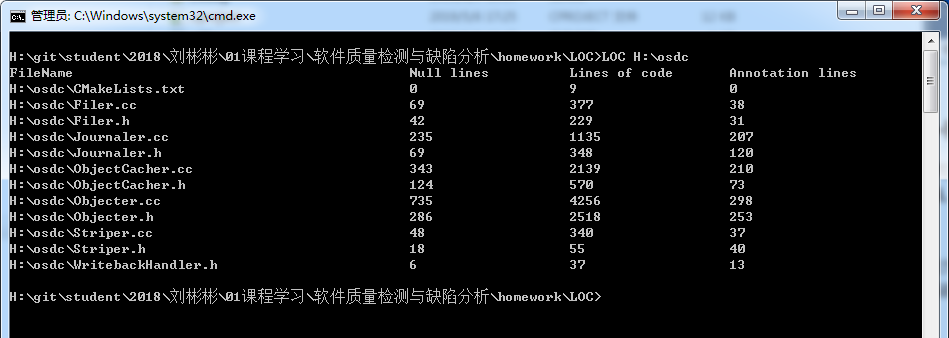 管理员: C:\Windows\system32\cmd.exe
H:\git\student\2018\刘彬彬\01课程学习\软件质量检测与缺陷分析\homework\LOC>LOC H:\osdc
FileName Null lines Lines of code Annotation lines
H:\osdc\CMakeLists.txt 0 9 0
H:\osdc\Filer.cc 69 377 38
H:\osdc\Filer.h 42 229 31
H:\osdc\Journaler.cc 235 1135 207
H:\osdc\Journaler.h 69 348 120
H:\osdc\ObjectCacher.cc 343 2139 210
H:\osdc\ObjectCacher.h 124 570 73
H:\osdc\Objecter.cc 735 4256 298
H:\osdc\Objecter.h 286 2518 253
H:\osdc\Striper.cc 48 340 37
H:\osdc\Striper.h 18 55 40
H:\osdc\WritebackHandler.h 6 37 13
H:\git\student\2018\刘彬彬\01课程学习\软件质量检测与缺陷分析\homework\LOC>